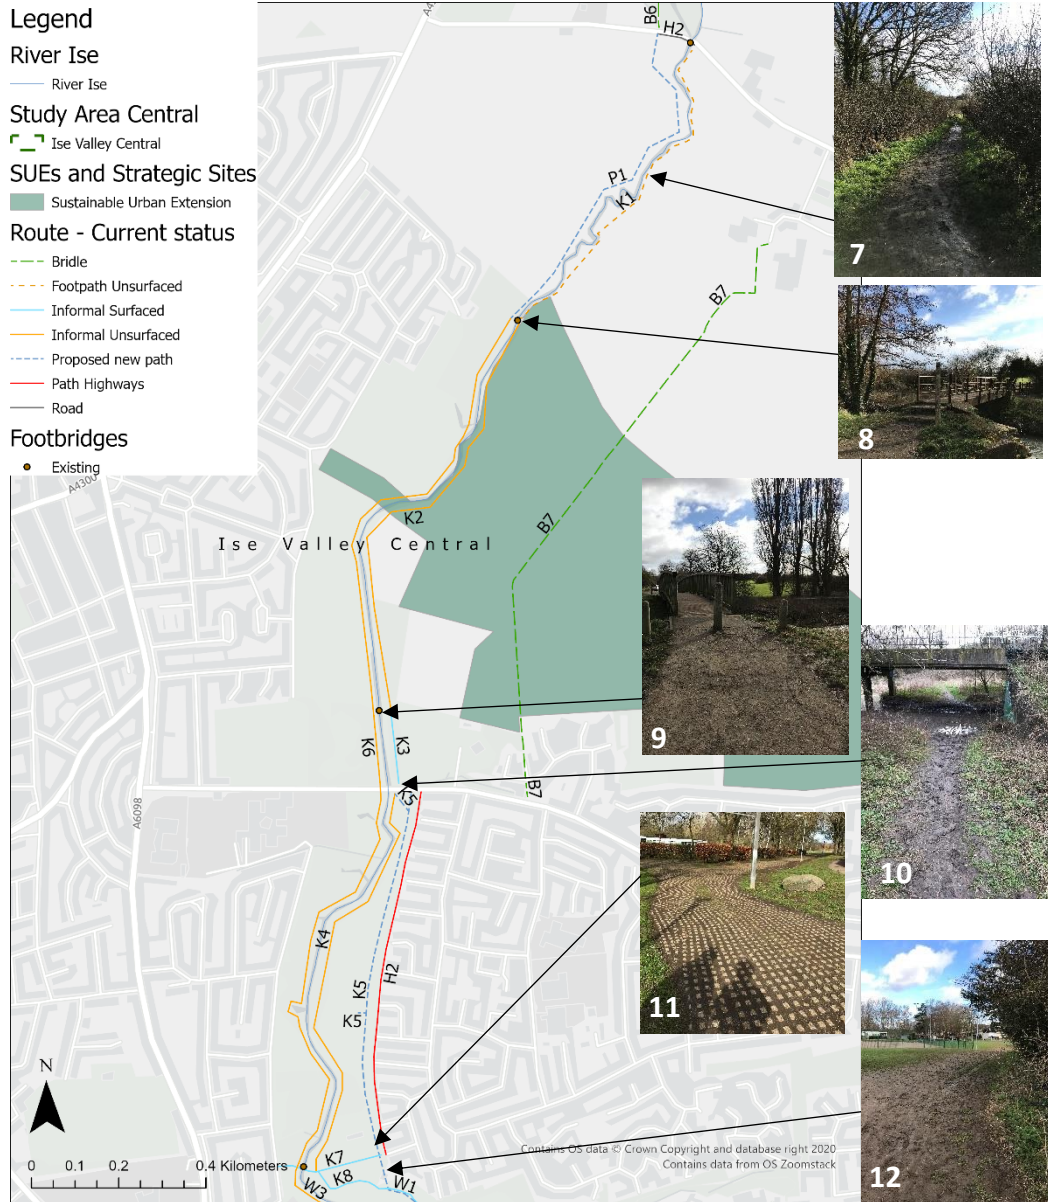 Legend
River Ise
River Ise
Study Area Central
Ise Valley Central
SUEs and Strategic Sites
Sustainable Urban Extension
Route - Current status
Bridle
Footpath Unsurfaced
Informal Surfaced
Informal Unsurfaced
Proposed new path
Path Highways
Road
Footbridges
Existing
B6
H2
P1
K1
7
B7
8
A4300
K2
B7
Ise Valley Central
9
K6
K3
B7
K5
A6098
10
K4
H2
K5
K5
11
N
Contains OS data © Crown Copyright and database right 2020
Contains data from OS Zoomstack
K7
K8
W3
W1
0 0.1 0.2 0.4 Kilometers
12